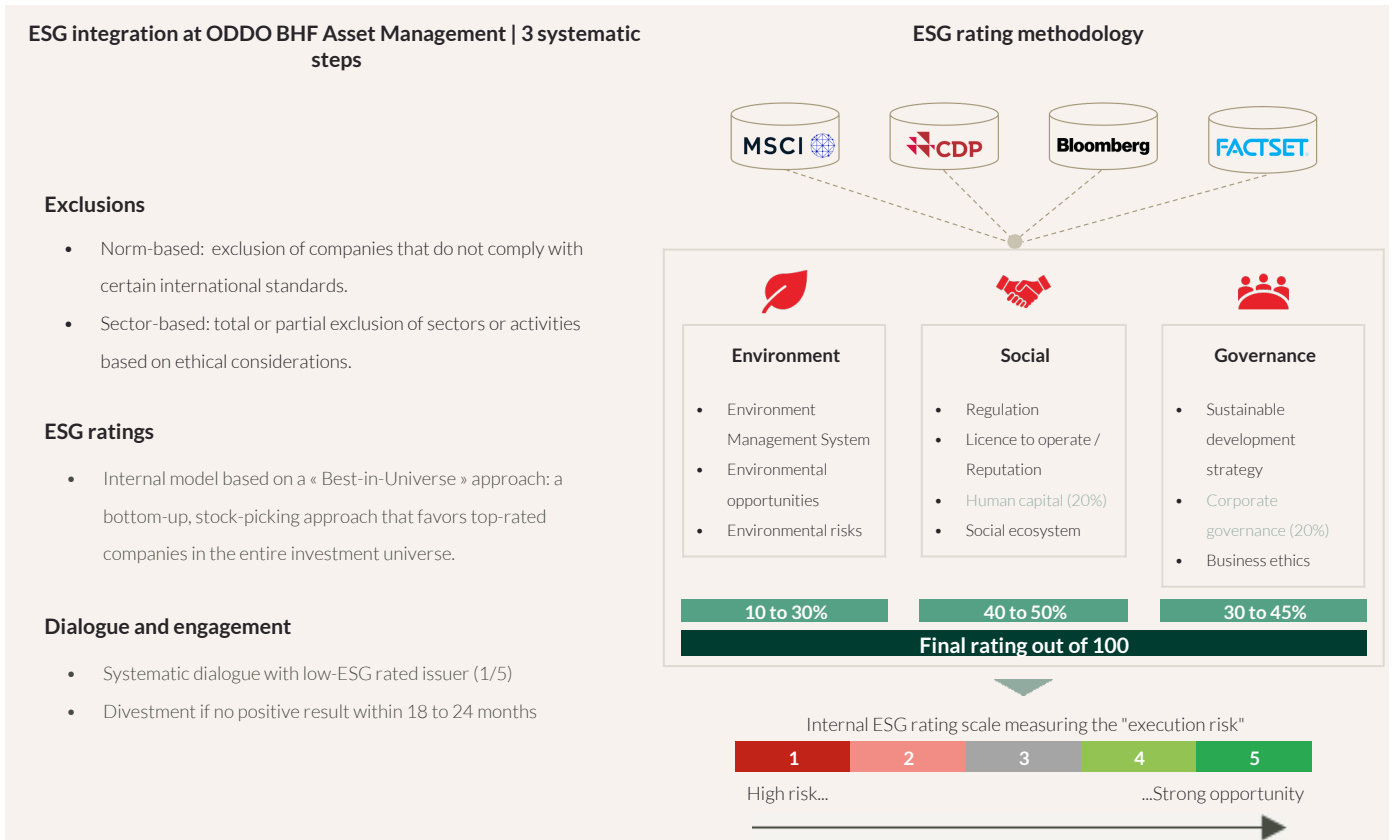 ESG integration at ODDO BHF Asset Management | 3 systematic
steps
Exclusions
• Norm-based: exclusion of companies that do not comply with
certain international standards.
• Sector-based: total or partial exclusion of sectors or activities
based on ethical considerations.
ESG ratings
• Internal model based on a « Best-in-Universe » approach: a
bottom-up, stock-picking approach that favors top-rated
companies in the entire investment universe.
Dialogue and engagement
• Systematic dialogue with low-ESG rated issuer (1/5)
• Divestment if no positive result within 18 to 24 months
ESG rating methodology
MSCI
CDP
Bloomberg
FACTSET
Environment
• Environment
Management System
• Environmental
opportunities
• Environmental risks
10 to 30%
Social
• Regulation
• Licence to operate /
Reputation
• Human capital (20%)
• Social ecosystem
40 to 50%
Governance
• Sustainable
development
strategy
• Corporate
governance (20%)
• Business ethics
30 to 45%
Final rating out of 100
Internal ESG rating scale measuring the "execution risk"
1
2
3
4
5
High risk...
...Strong opportunity